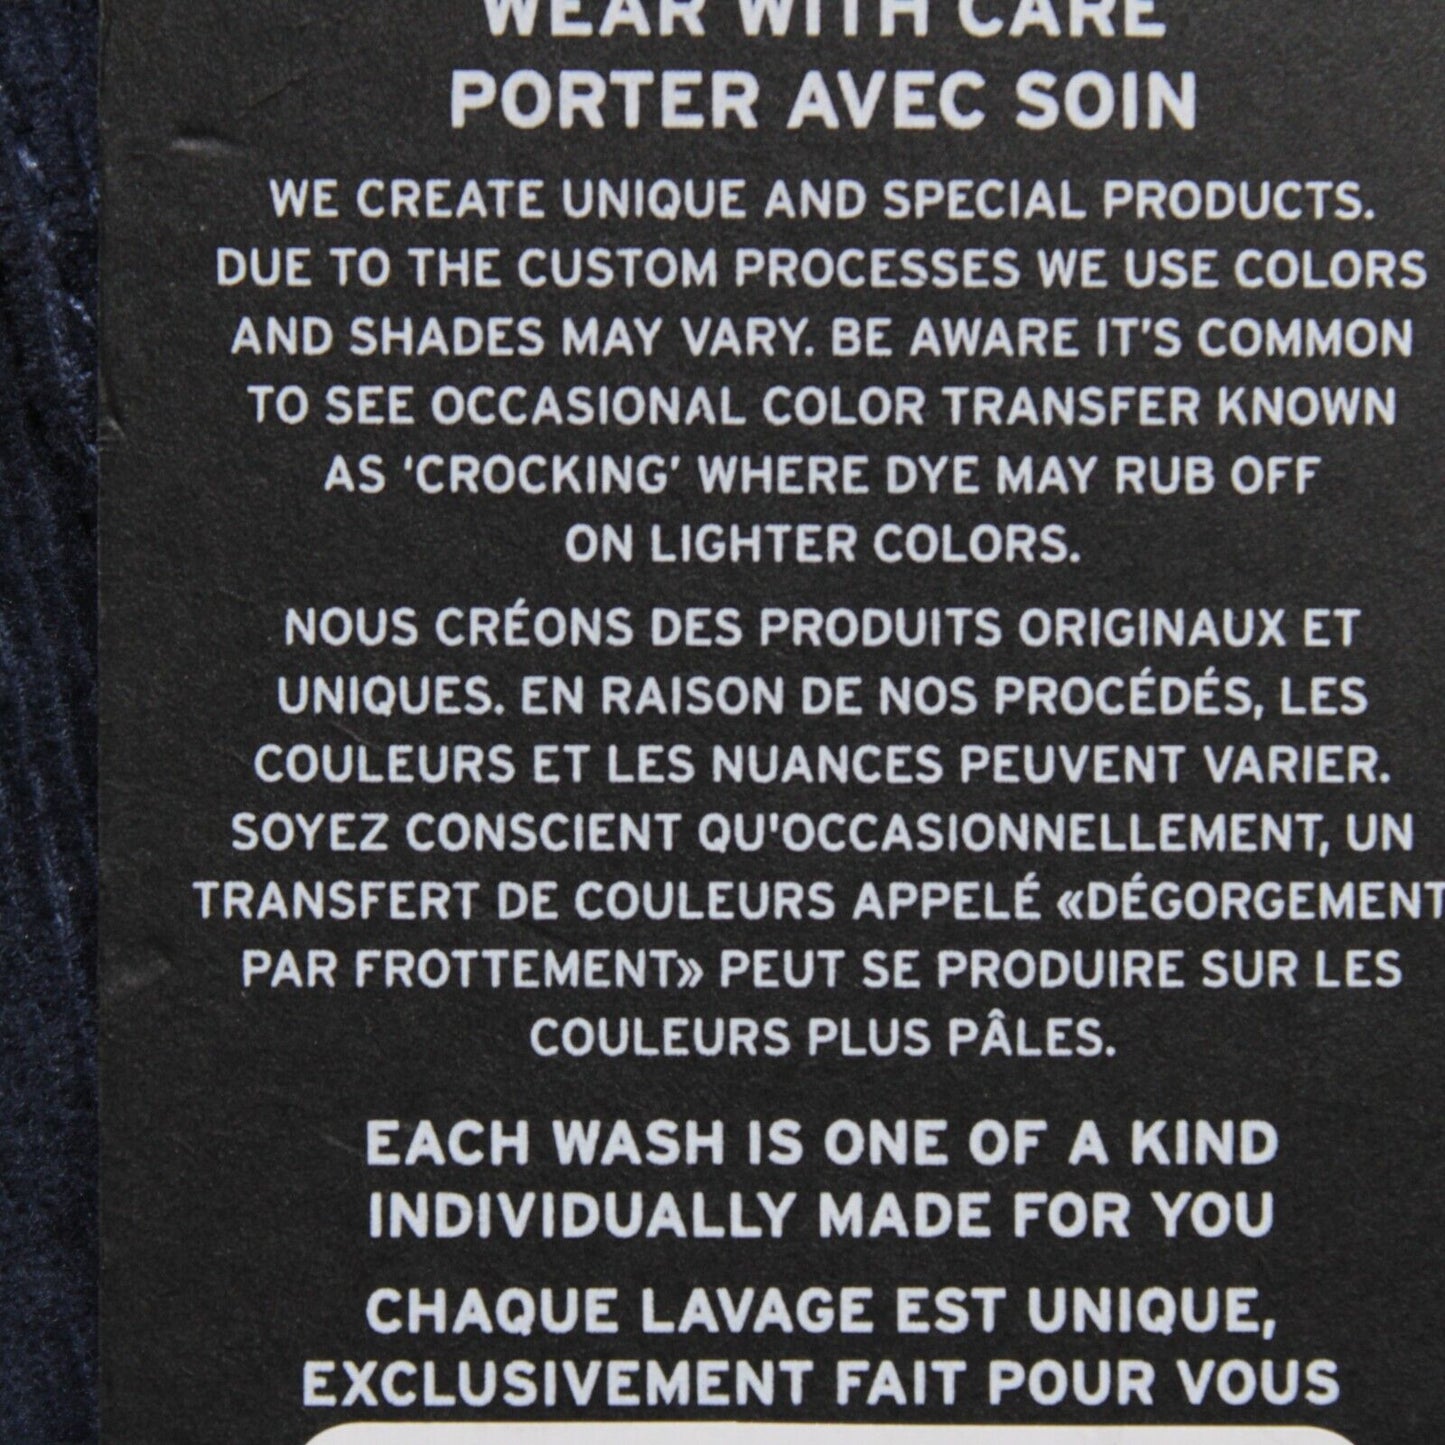 WEAR WITH CARE
PORTER AVEC SOIN
WE CREATE UNIQUE AND SPECIAL PRODUCTS.
DUE TO THE CUSTOM PROCESSES WE USE COLORS
AND SHADES MAY VARY. BE AWARE IT'S COMMON
TO SEE OCCASIONAL COLOR TRANSFER KNOWN
AS 'CROCKING' WHERE DYE MAY RUB OFF
ON LIGHTER COLORS.
NOUS CRÉONS DES PRODUITS ORIGINAUX ET
UNIQUES. EN RAISON DE NOS PROCÉDÉS, LES
COULEURS ET LES NUANCES PEUVENT VARIER.
SOYEZ CONSCIENT QU'OCCASIONNELLEMENT, UN
TRANSFERT DE COULEURS APPELÉ «DÉGORGEMENT
PAR FROTTEMENT» PEUT SE PRODUIRE SUR LES
COULEURS PLUS PÂLES.
EACH WASH IS ONE OF A KIND
INDIVIDUALLY MADE FOR YOU
CHAQUE LAVAGE EST UNIQUE,
EXCLUSIVEMENT FAIT POUR VOUS